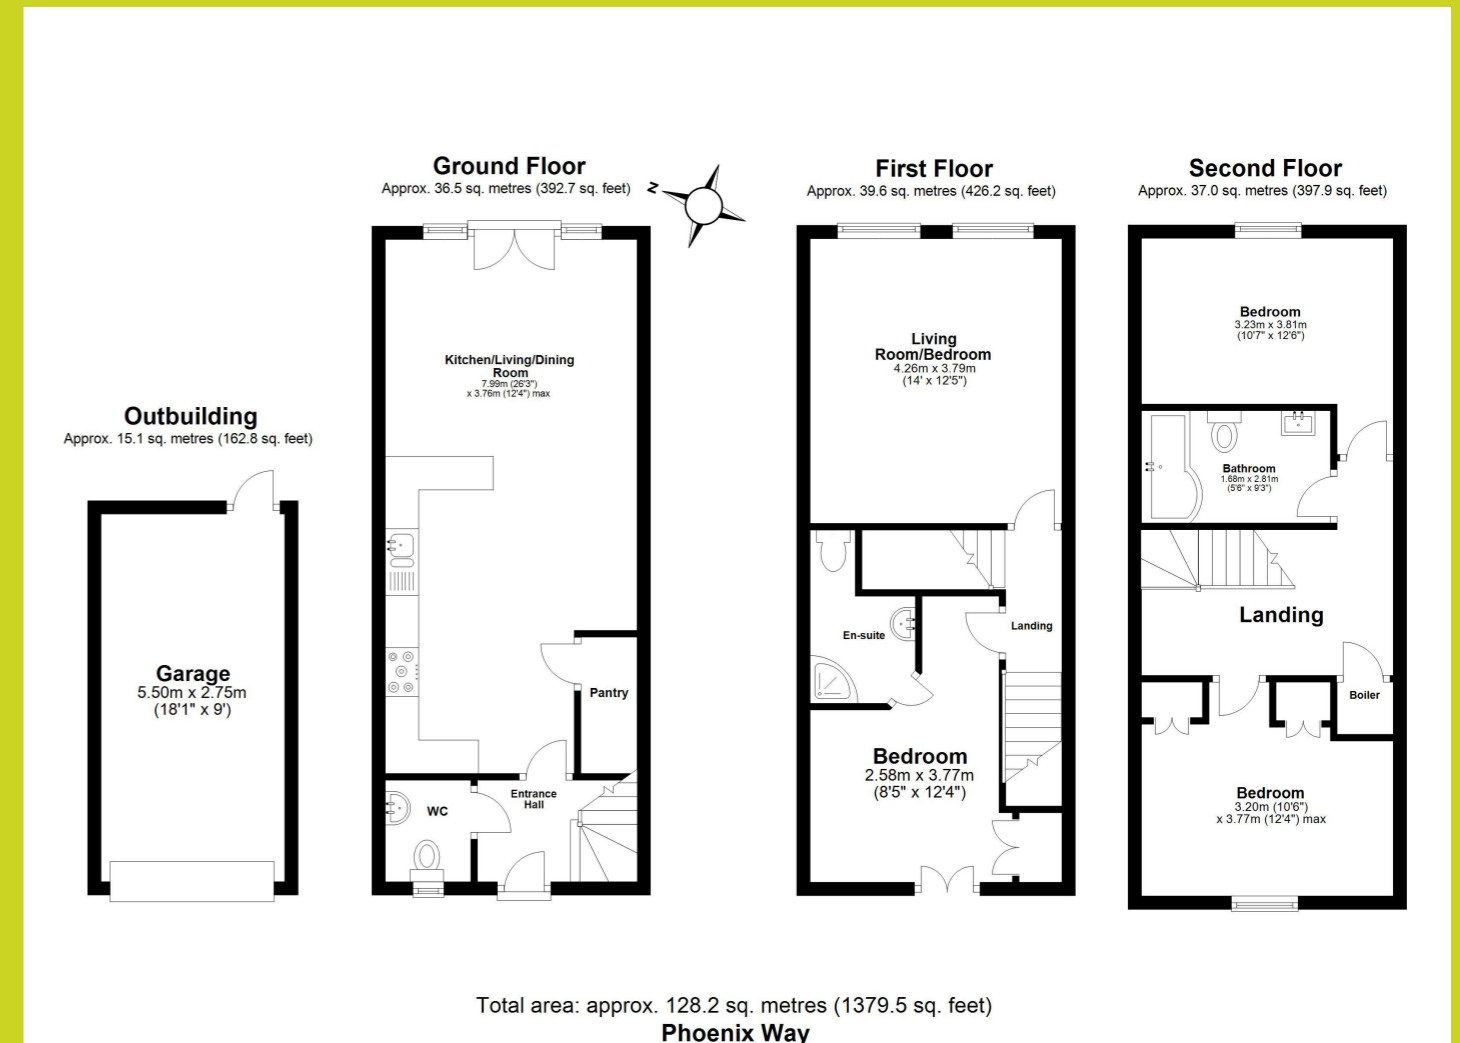 Ground Floor
Approx. 36.5 sq. metres (392.7 sq. feet)
N
First Floor
Approx. 39.6 sq. metres (426.2 sq. feet)
Second Floor
Approx. 37.0 sq. metres (397.9 sq. feet)
Outbuilding
Approx. 15.1 sq. metres (162.8 sq. feet)
Garage
5.50m x 2.75m
(18'1" x 9')
Kitchen/Living/Dining
Room
7.99m (26'3")
x 3.76m (12'4") max
Pantry
WC
Entrance
Hall
Living
Room/Bedroom
4.26m x 3.79m
(14' x 12'5")
En-suite
Landing
Bedroom
2.58m x 3.77m
(8'5" x 12'4")
Bedroom
3.23m x 3.81m
(10'7" x 12'6")
Bathroom
1.68m x 2.81m
(5'6" x 9'3")
Landing
Boiler
Bedroom
3.20m (10'6")
x 3.77m (12'4") max
Total area: approx. 128.2 sq. metres (1379.5 sq. feet)
Phoenix Way